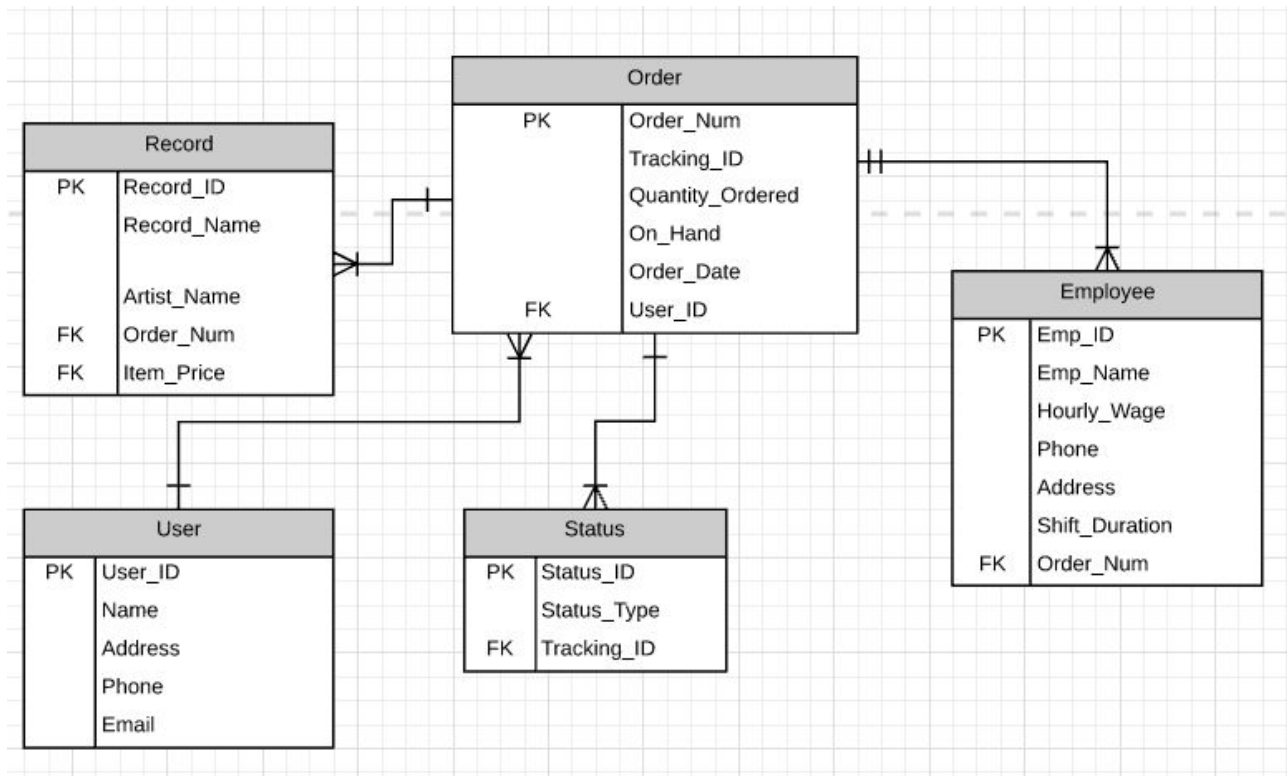 Order
PK Order_Num
Tracking_ID
Quantity_Ordered
On_Hand
Order_Date
FK User_ID
Record
PK Record_ID
Record_Name
Artist_Name
FK Order_Num
FK Item_Price
Employee
PK Emp_ID
Emp_Name
Hourly_Wage
Phone
Address
Shift_Duration
FK Order_Num
User
PK User_ID
Name
Address
Phone
Email
Status
PK Status_ID
Status_Type
FK Tracking_ID